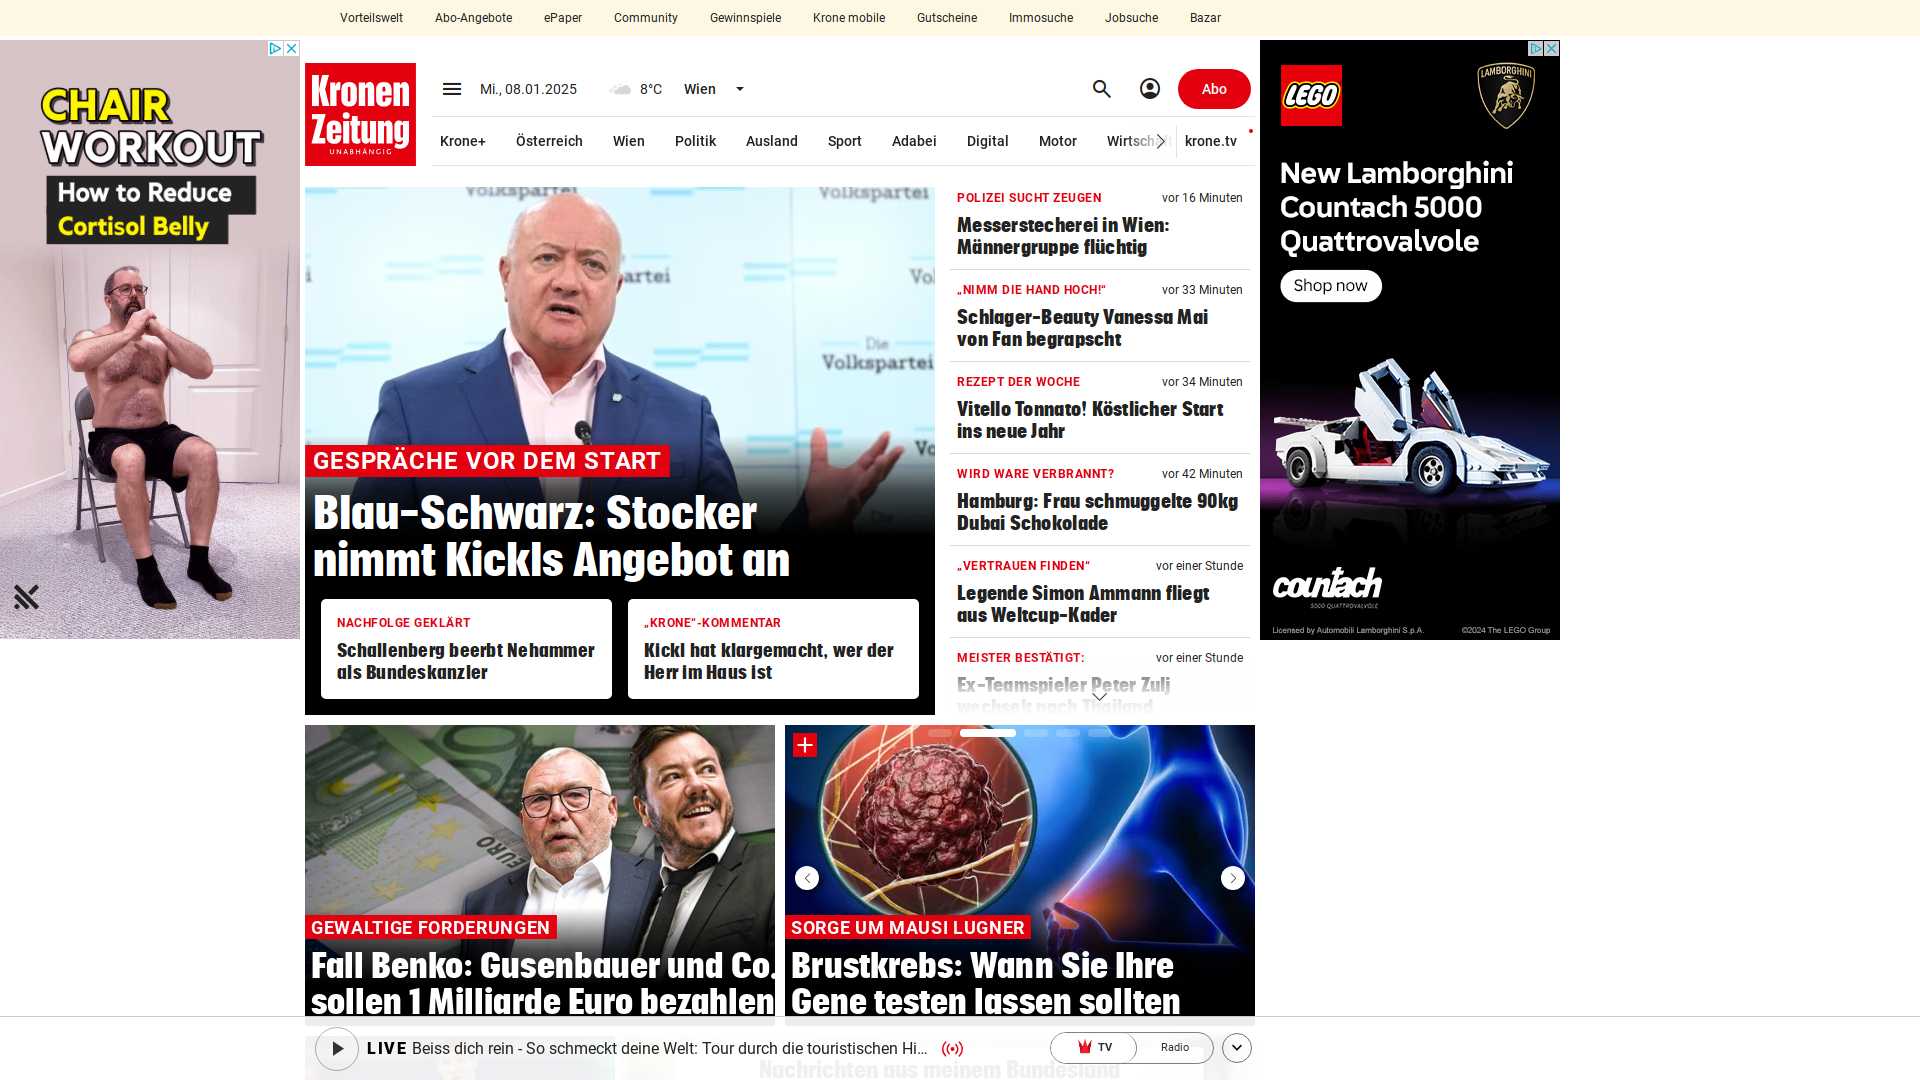 Vorteilswelt
Abo-Angebote
ePaper
Community
Gewinnspiele
Krone mobile
Gutscheine
Immosuche
Jobsuche
Bazar
CHAIR
WORKOUT
How to Reduce
Cortisol Belly
Kronen
Zeitung
UNABHÄNGIG
Mi., 08.01.2025
8°C
Wien
Abo
Krone+
Österreich
Wien
Politik
Ausland
Sport
Adabei
Digital
Motor
Wirtschaft
krone.tv
Volkspartei
Volkspartei
Die
Volkspartei
GESPRÄCHE VOR DEM START
Blau-Schwarz: Stocker
nimmt Kickls Angebot an
NACHFOLGE GEKLÄRT
Schallenberg beerbt Nehammer
als Bundeskanzler
„KRONE“-KOMMENTAR
Kickl hat klargemacht, wer der
Herr im Haus ist
POLIZEI SUCHT ZEUGEN
vor 16 Minuten
Messerstecherei in Wien:
Männergruppe flüchtig
„NIMM DIE HAND HOCH!“
vor 33 Minuten
Schlager-Beauty Vanessa Mai
von Fan begrapscht
REZEPT DER WOCHE
vor 34 Minuten
Vitello Tonnato! Köstlicher Start
ins neue Jahr
WIRD WARE VERBRANNT?
vor 42 Minuten
Hamburg: Frau schmuggelte 90kg
Dubai Schokolade
„VERTRAUEN FINDEN“
vor einer Stunde
Legende Simon Ammann fliegt
aus Weltcup-Kader
MEISTER BESTÄTIGT:
vor einer Stunde
Ex-Teamspieler Peter Zulj
wechselt nach Thailand
LEGO
LAMBORGHINI
New Lamborghini
Countach 5000
Quattrovalvole
Shop now
countach
5000 QUATTROVALVOLE
Licensed by Automobili Lamborghini S.p.A.
©2024 The LEGO Group
EURO
GEWALTIGE FORDERUNGEN
Fall Benko: Gusenbauer und Co.
sollen 1 Milliarde Euro bezahlen
SORGE UM MAUSI LUGNER
Brustkrebs: Wann Sie Ihre
Gene testen lassen sollten
LIVE Beiss dich rein - So schmeckt deine Welt: Tour durch die touristischen Hi...
TV
Radio
Nachrichten aus meinem Bundesland